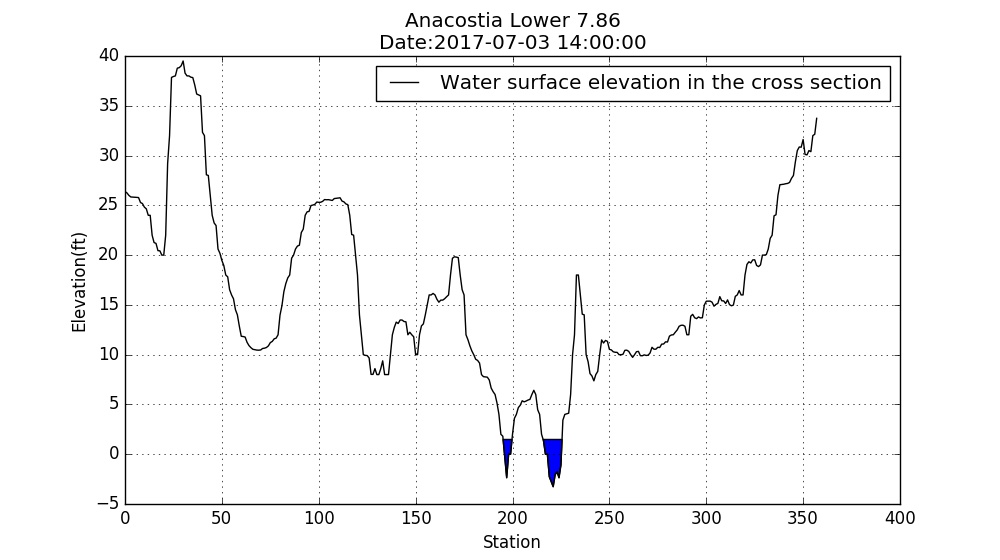 Anacostia Lower 7.86
Date:2017-07-03 14:00:00
Water surface elevation in the cross section
Elevation(ft)
40
35
30
25
20
15
10
5
0
−5
0 50 100 150 200 250 300 350 400
Station